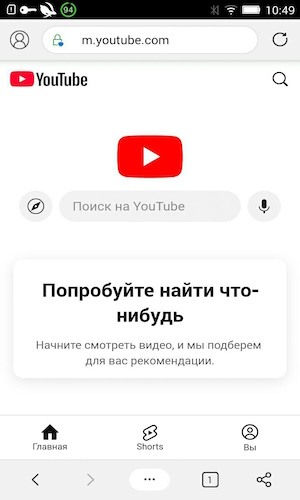 94
10:49
m.youtube.com
YouTube
Поиск на YouTube
Попробуйте найти что-
нибудь
Начните смотреть видео, и мы подберем
для вас рекомендации.
Главная
Shorts
Вы
1